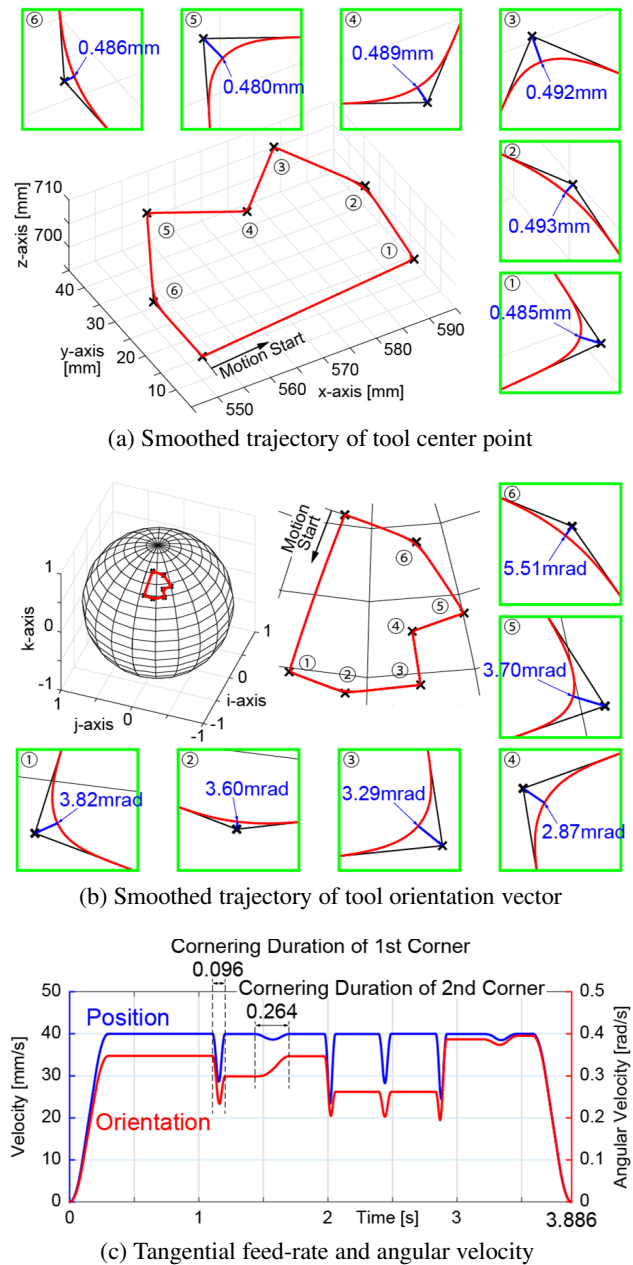 ⑥
0.486mm
⑤
0.480mm
④
0.489mm
③
0.492mm
②
0.493mm
①
0.485mm
z-axis [mm]
710
700
40
30
20
10
y-axis
[mm]
①
②
③
④
⑤
⑥
Motion Start
550
560
570
580
590
x-axis [mm]
(a) Smoothed trajectory of tool center point
k-axis
1
0
-1
1
0
-1
j-axis
1
0
-1
i-axis
Motion
Start
①
②
③
④
⑤
⑥
⑥
5.51mrad
⑤
3.70mrad
①
3.82mrad
②
3.60mrad
③
3.29mrad
④
2.87mrad
(b) Smoothed trajectory of tool orientation vector
Cornering Duration of 1st Corner
0.096
Cornering Duration of 2nd Corner
0.264
Position
Orientation
Velocity [mm/s]
50
40
30
20
10
0
Angular Velocity [rad/s]
0.5
0.4
0.3
0.2
0.1
0
0
1
2
3
Time [s]
3.886
(c) Tangential feed-rate and angular velocity